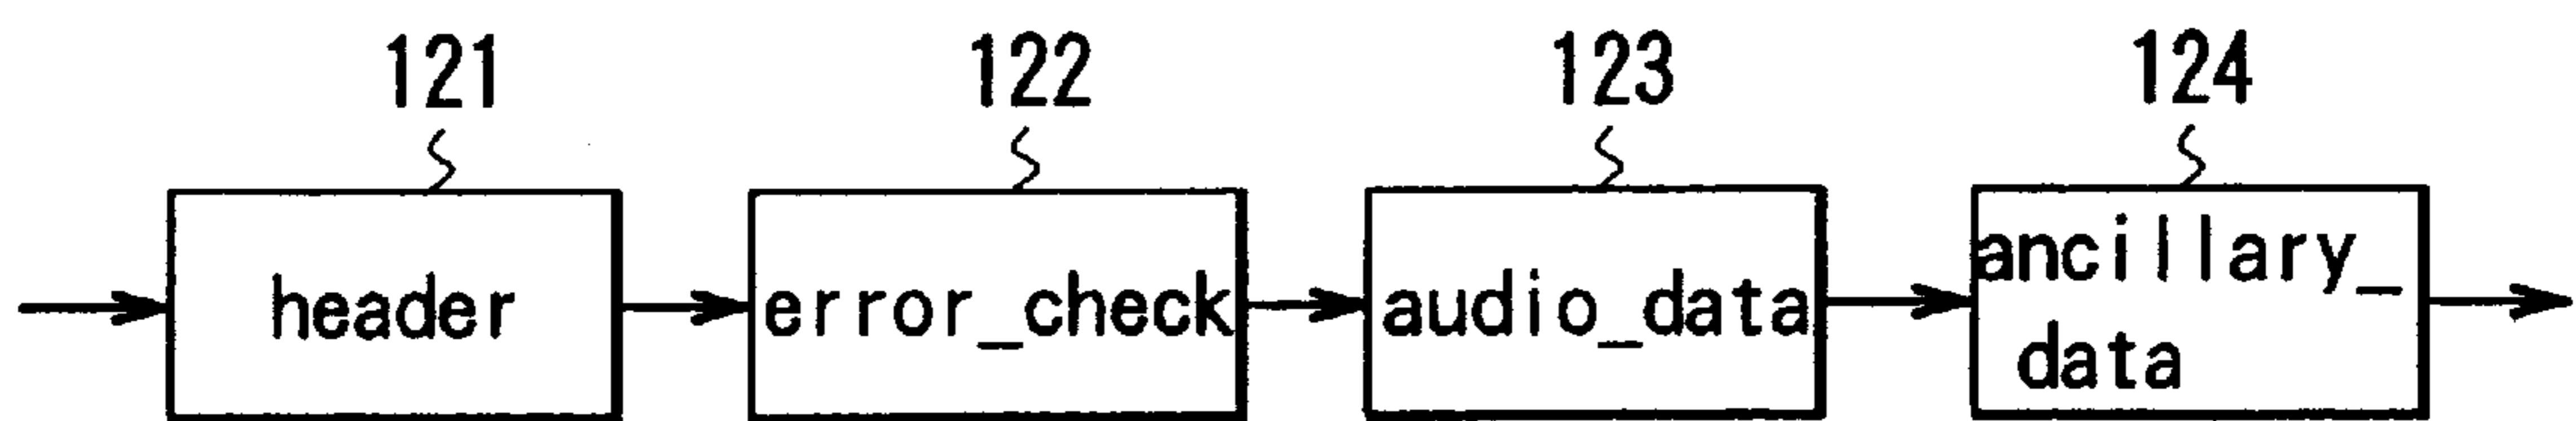 121 122 123 124
header error_check audio_data ancillary_
data